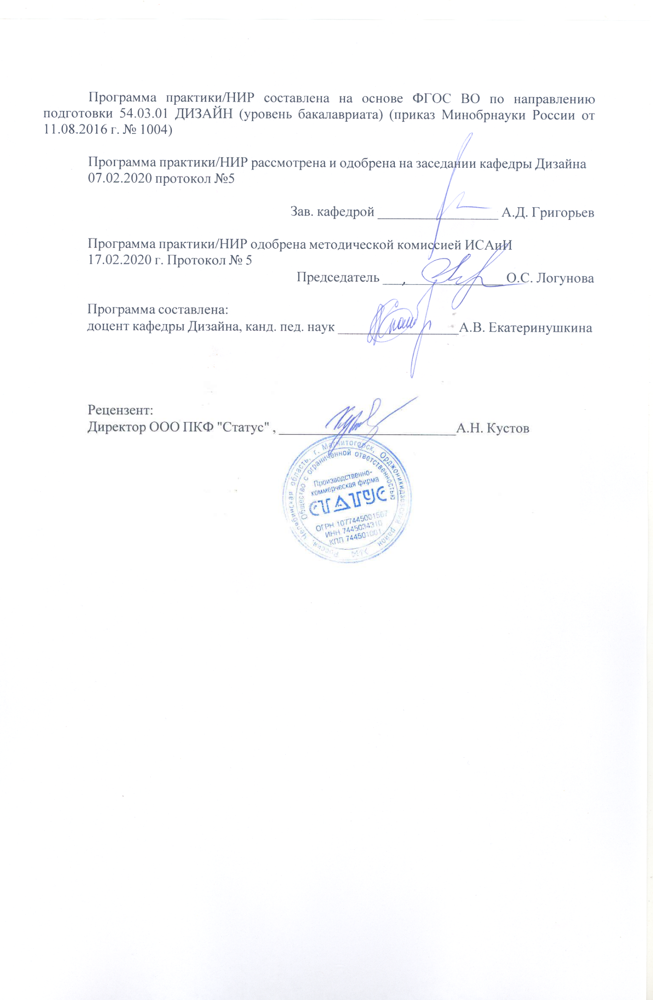 Программа практики/НИР составлена на основе ФГОС ВО по направлению
подготовки 54.03.01 ДИЗАЙН (уровень бакалавриата) (приказ Минобрнауки России от
11.08.2016 г. № 1004)
Программа практики/НИР рассмотрена и одобрена на заседании кафедры Дизайна
07.02.2020 протокол №5
Зав. кафедрой ________________ А.Д. Григорьев
Программа практики/НИР одобрена методической комиссией ИСАиИ
17.02.2020 г. Протокол № 5
Председатель ________________ О.С. Логунова
Программа составлена:
доцент кафедры Дизайна, канд. пед. наук ________________А.В. Екатеринушкина
Рецензент:
Директор ООО ПКФ "Статус" , ________________________А.Н. Кустов
Россия, Челябинская область, г. Магнитогорск, Орджоникидзевский район
Общество с ограниченной ответственностью
Производственно-
коммерческая фирма
СТАТУС
ОГРН 1077445001567
ИНН 7445034310
КПП 744501001